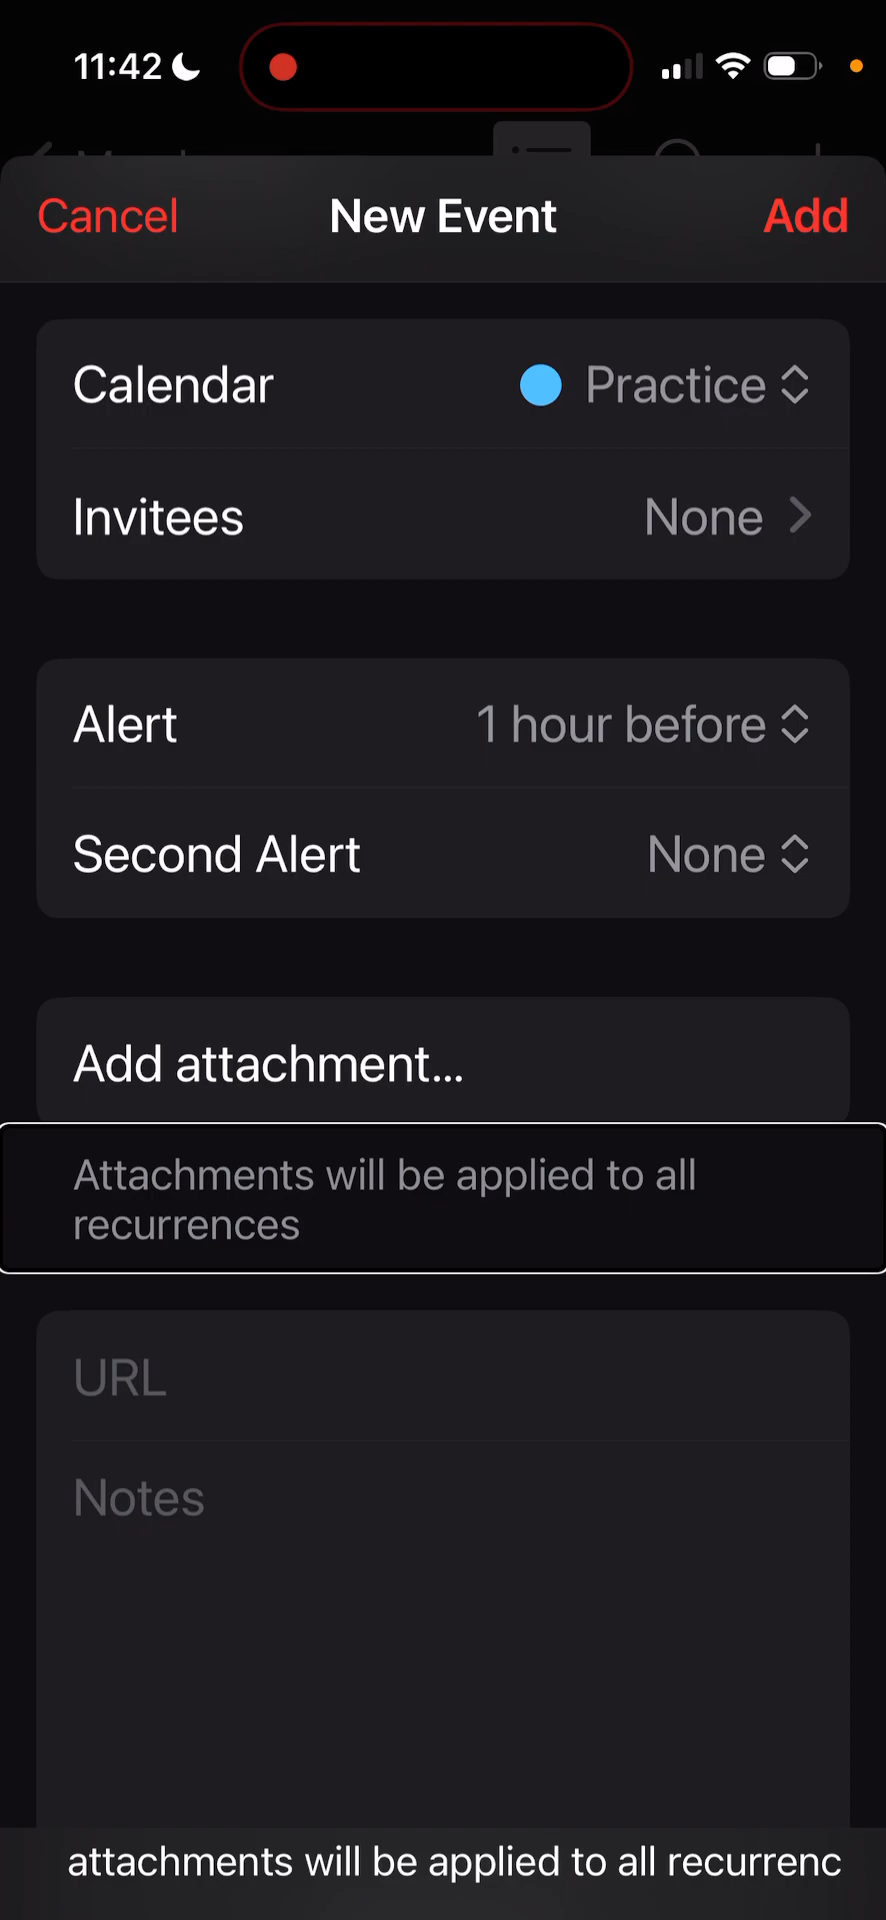 11:42
Cancel New Event Add
Calendar Practice
Invitees None
Alert 1 hour before
Second Alert None
Add attachment...
Attachments will be applied to all
recurrences
URL
Notes
attachments will be applied to all recurrenc